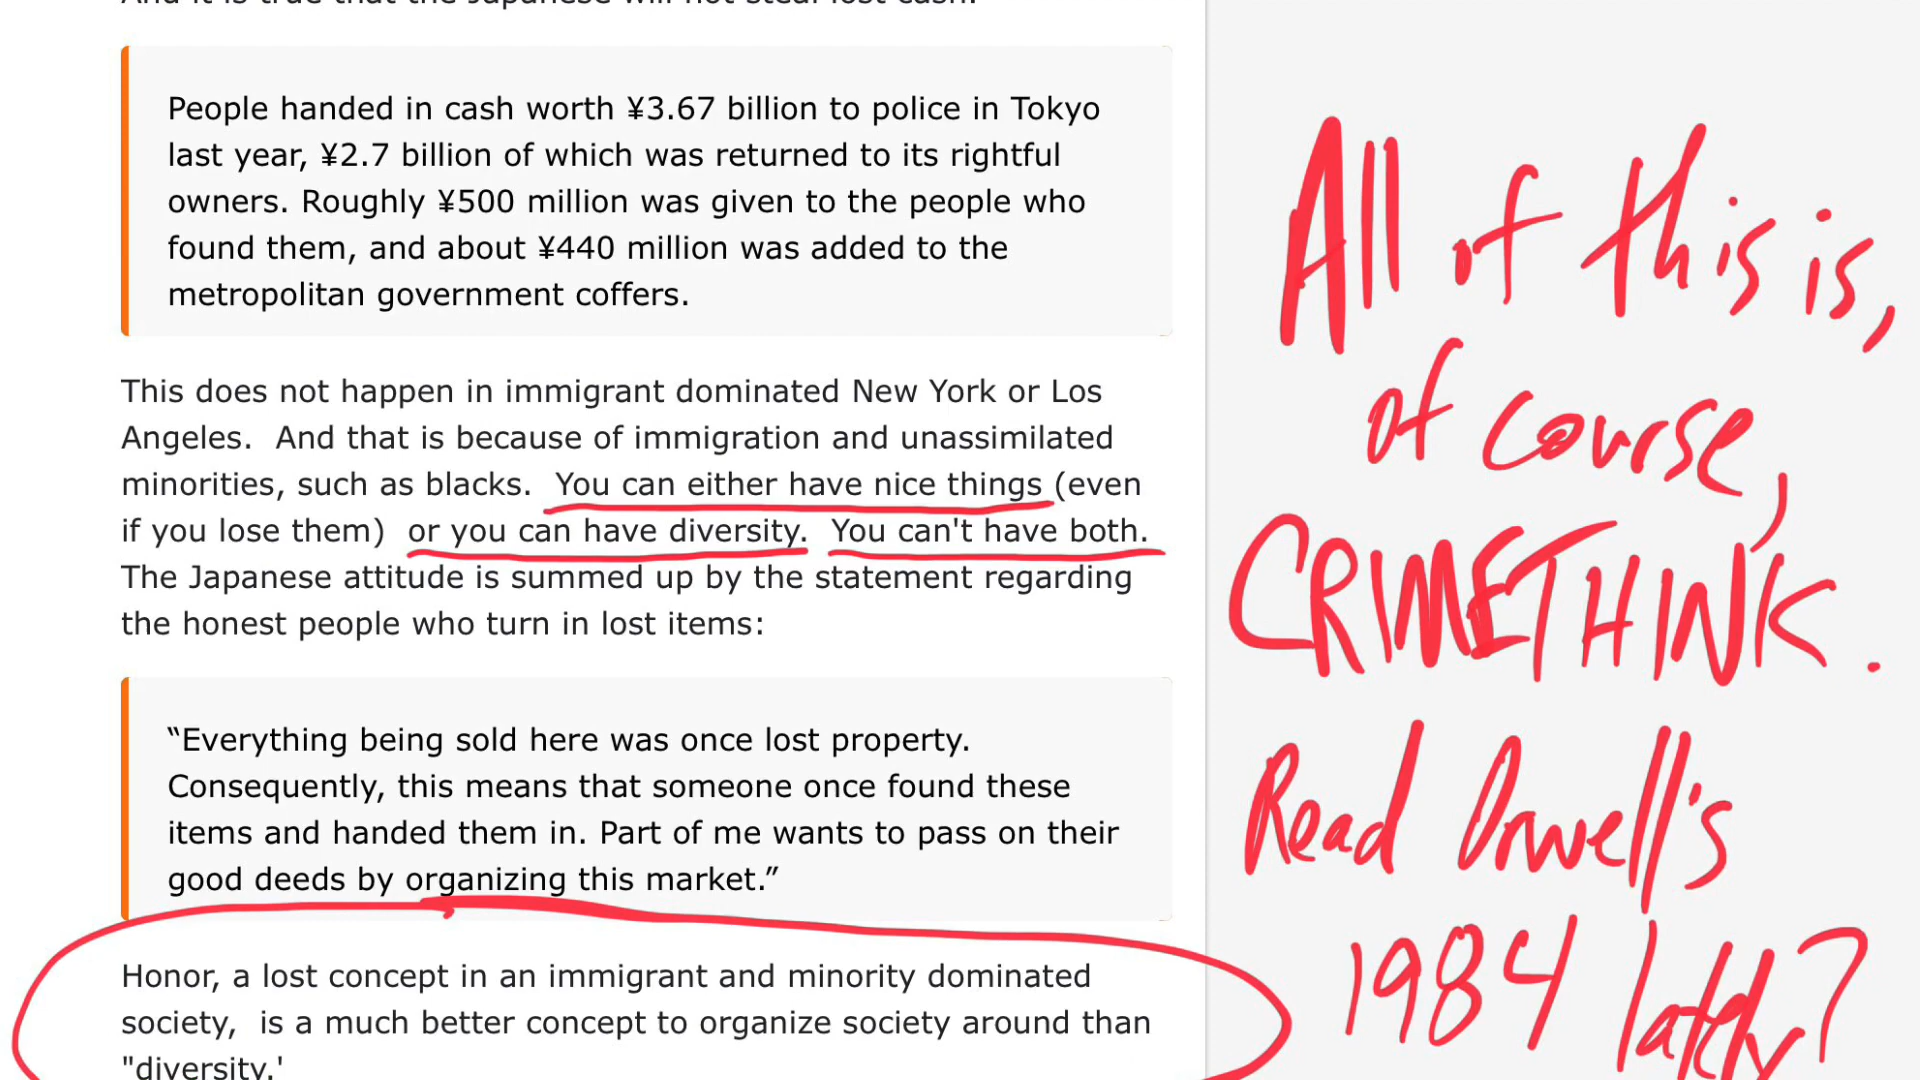 And it is true that the Japanese will not steal lost cash.
People handed in cash worth ¥3.67 billion to police in Tokyo
last year, ¥2.7 billion of which was returned to its rightful
owners. Roughly ¥500 million was given to the people who
found them, and about ¥440 million was added to the
metropolitan government coffers.
This does not happen in immigrant dominated New York or Los
Angeles.  And that is because of immigration and unassimilated
minorities, such as blacks.  You can either have nice things (even
if you lose them)  or you can have diversity.  You can't have both.
The Japanese attitude is summed up by the statement regarding
the honest people who turn in lost items:
“Everything being sold here was once lost property.
Consequently, this means that someone once found these
items and handed them in. Part of me wants to pass on their
good deeds by organizing this market.”
Honor, a lost concept in an immigrant and minority dominated
society,  is a much better concept to organize society around than
"diversity.'
All of this is,
of course,
CRIMETHINK.
Read Orwell's
1984 lately?